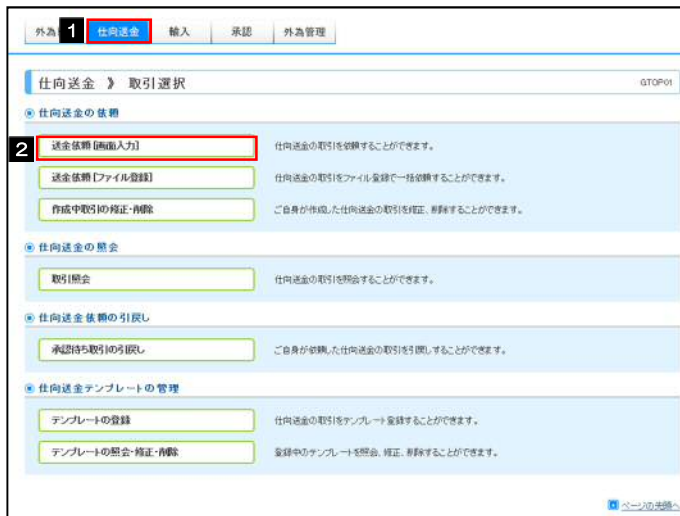 外為 1 仕向送金 輸入 承認 外為管理
仕向送金 》 取引選択 GTOP01
仕向送金の依頼
2 送金依頼[画面入力] 仕向送金の取引を依頼することができます。
送金依頼[ファイル登録] 仕向送金の取引をファイル登録で一括依頼することができます。
作成中取引の修正・削除 ご自身が作成した仕向送金の取引を修正、削除することができます。
仕向送金の照会
取引照会 仕向送金の取引を照会することができます。
仕向送金依頼の引戻し
承認待ち取引の引戻し ご自身が依頼した仕向送金の取引を引戻しすることができます。
仕向送金テンプレートの管理
テンプレートの登録 仕向送金の取引をテンプレート登録することができます。
テンプレートの照会・修正・削除 登録中のテンプレートを照会、修正、削除することができます。
ページの先頭へ